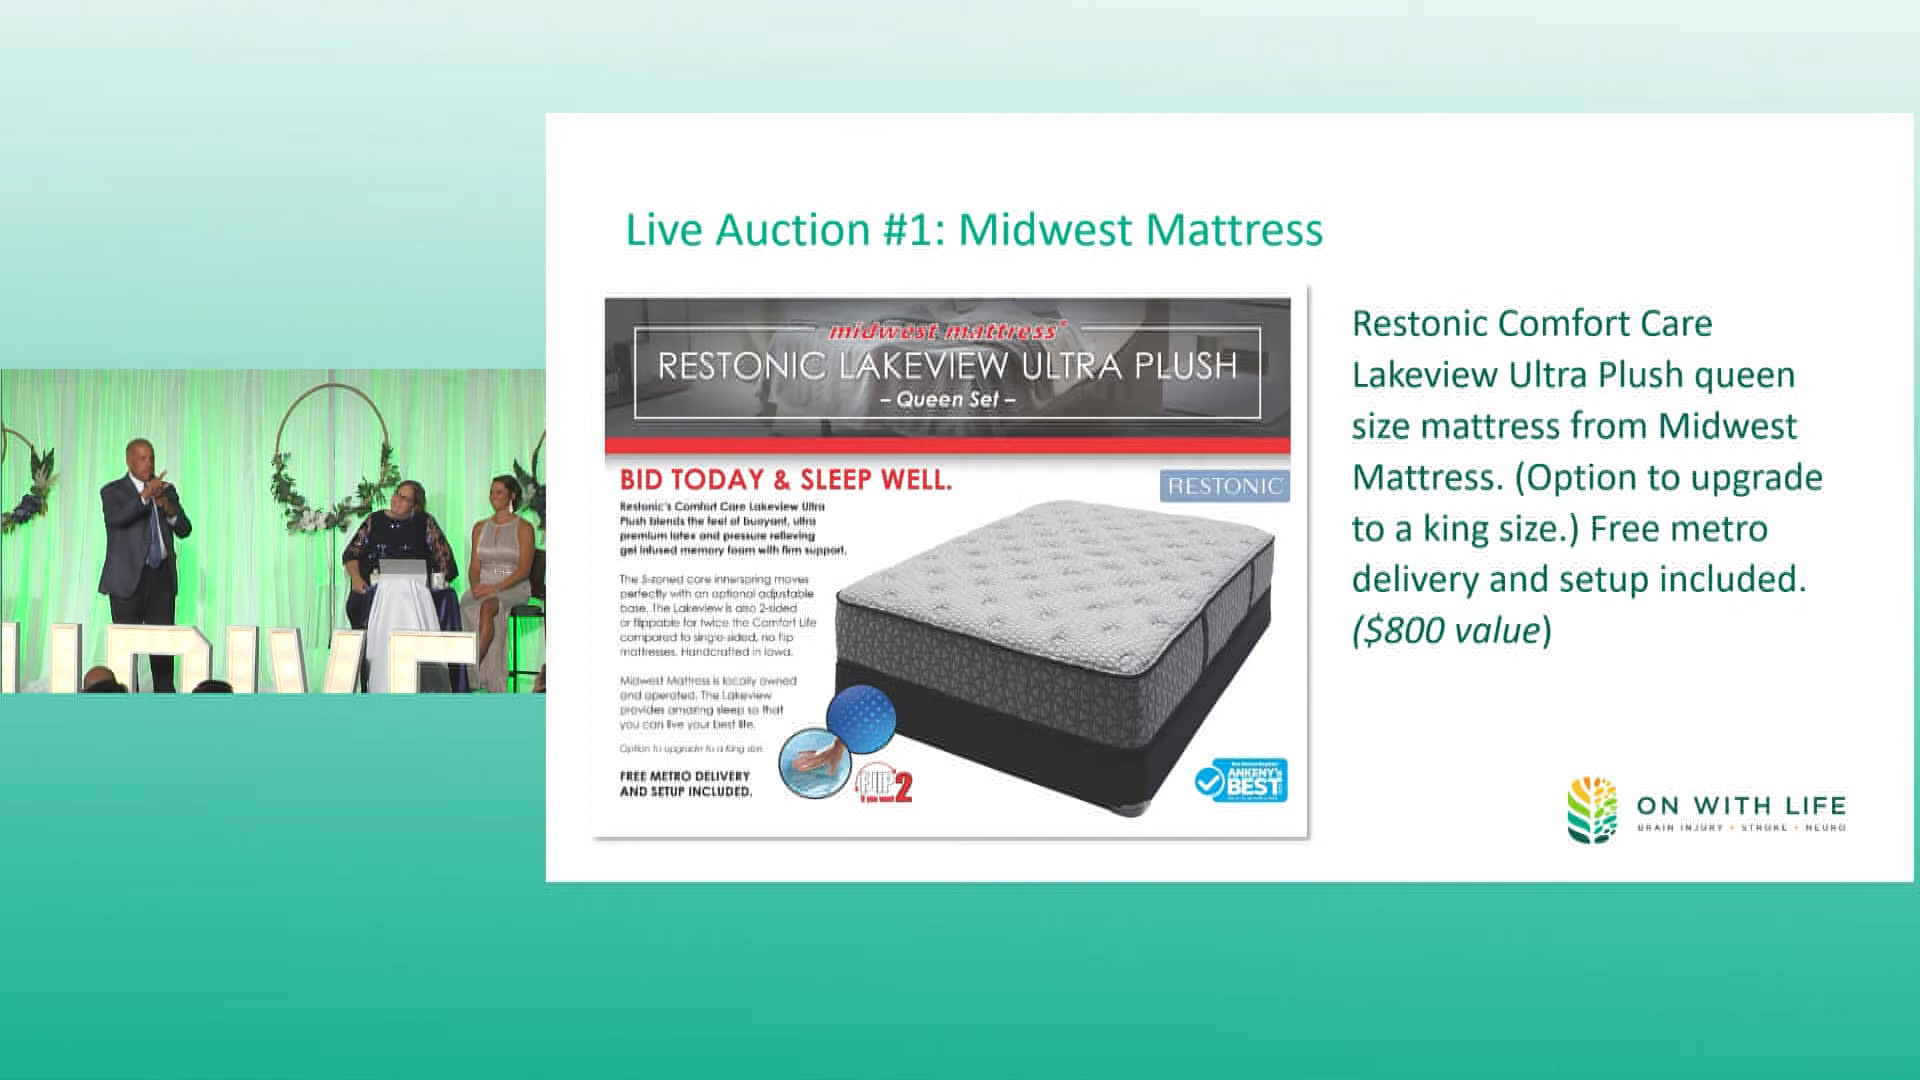 Live Auction #1: Midwest Mattress
midwest mattress®
RESTONIC LAKEVIEW ULTRA PLUSH
– Queen Set –
BID TODAY & SLEEP WELL.
RESTONIC
Restonic's Comfort Care Lakeview Ultra
Plush blends the feel of buoyant, ultra
premium latex and pressure relieving
gel infused memory foam with firm support.
The 5-zoned core innerspring moves
perfectly with an optional adjustable
base. The Lakeview is also 2-sided
or flippable for twice the Comfort Life
compared to single-sided, no flip
mattresses. Handcrafted in Iowa.
Midwest Mattress is locally owned
and operated. The Lakeview
provides amazing sleep so that
you can live your best life.
Option to upgrade to a King size.
FREE METRO DELIVERY
AND SETUP INCLUDED.
FLIP 2
if you want
ANKENY'S
BEST
Restonic Comfort Care
Lakeview Ultra Plush queen
size mattress from Midwest
Mattress. (Option to upgrade
to a king size.) Free metro
delivery and setup included.
($800 value)
ON WITH LIFE
BRAIN INJURY • STROKE • NEURO